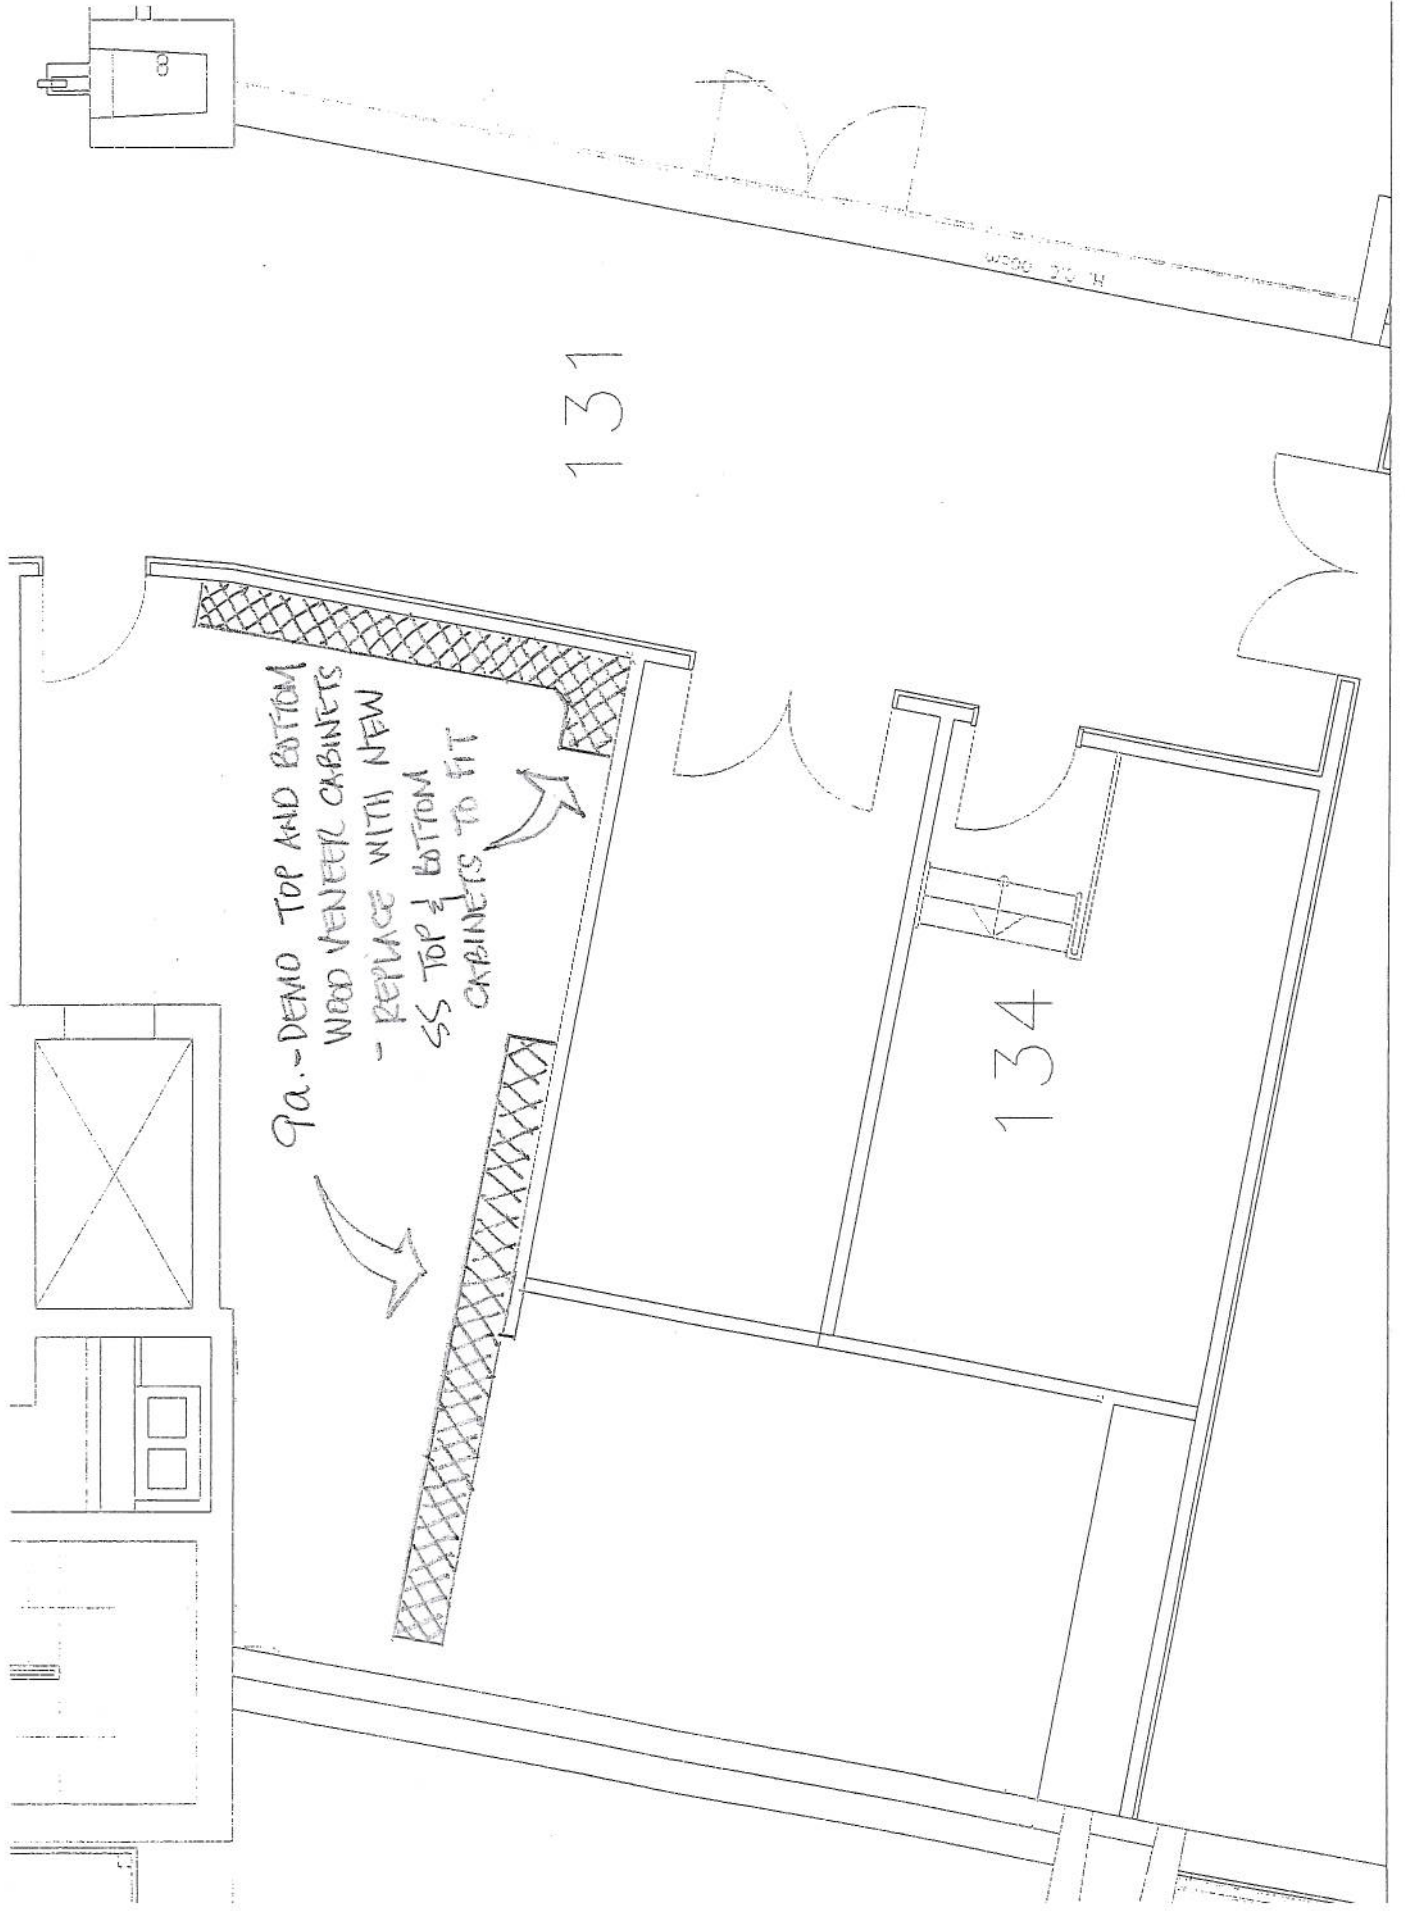 8
131
9a. - DEMO TOP AND BOTTOM
WOOD VENEER CABINETS
- REPLACE WITH NEW
SS TOP & BOTTOM
CABINETS TO FIT
134